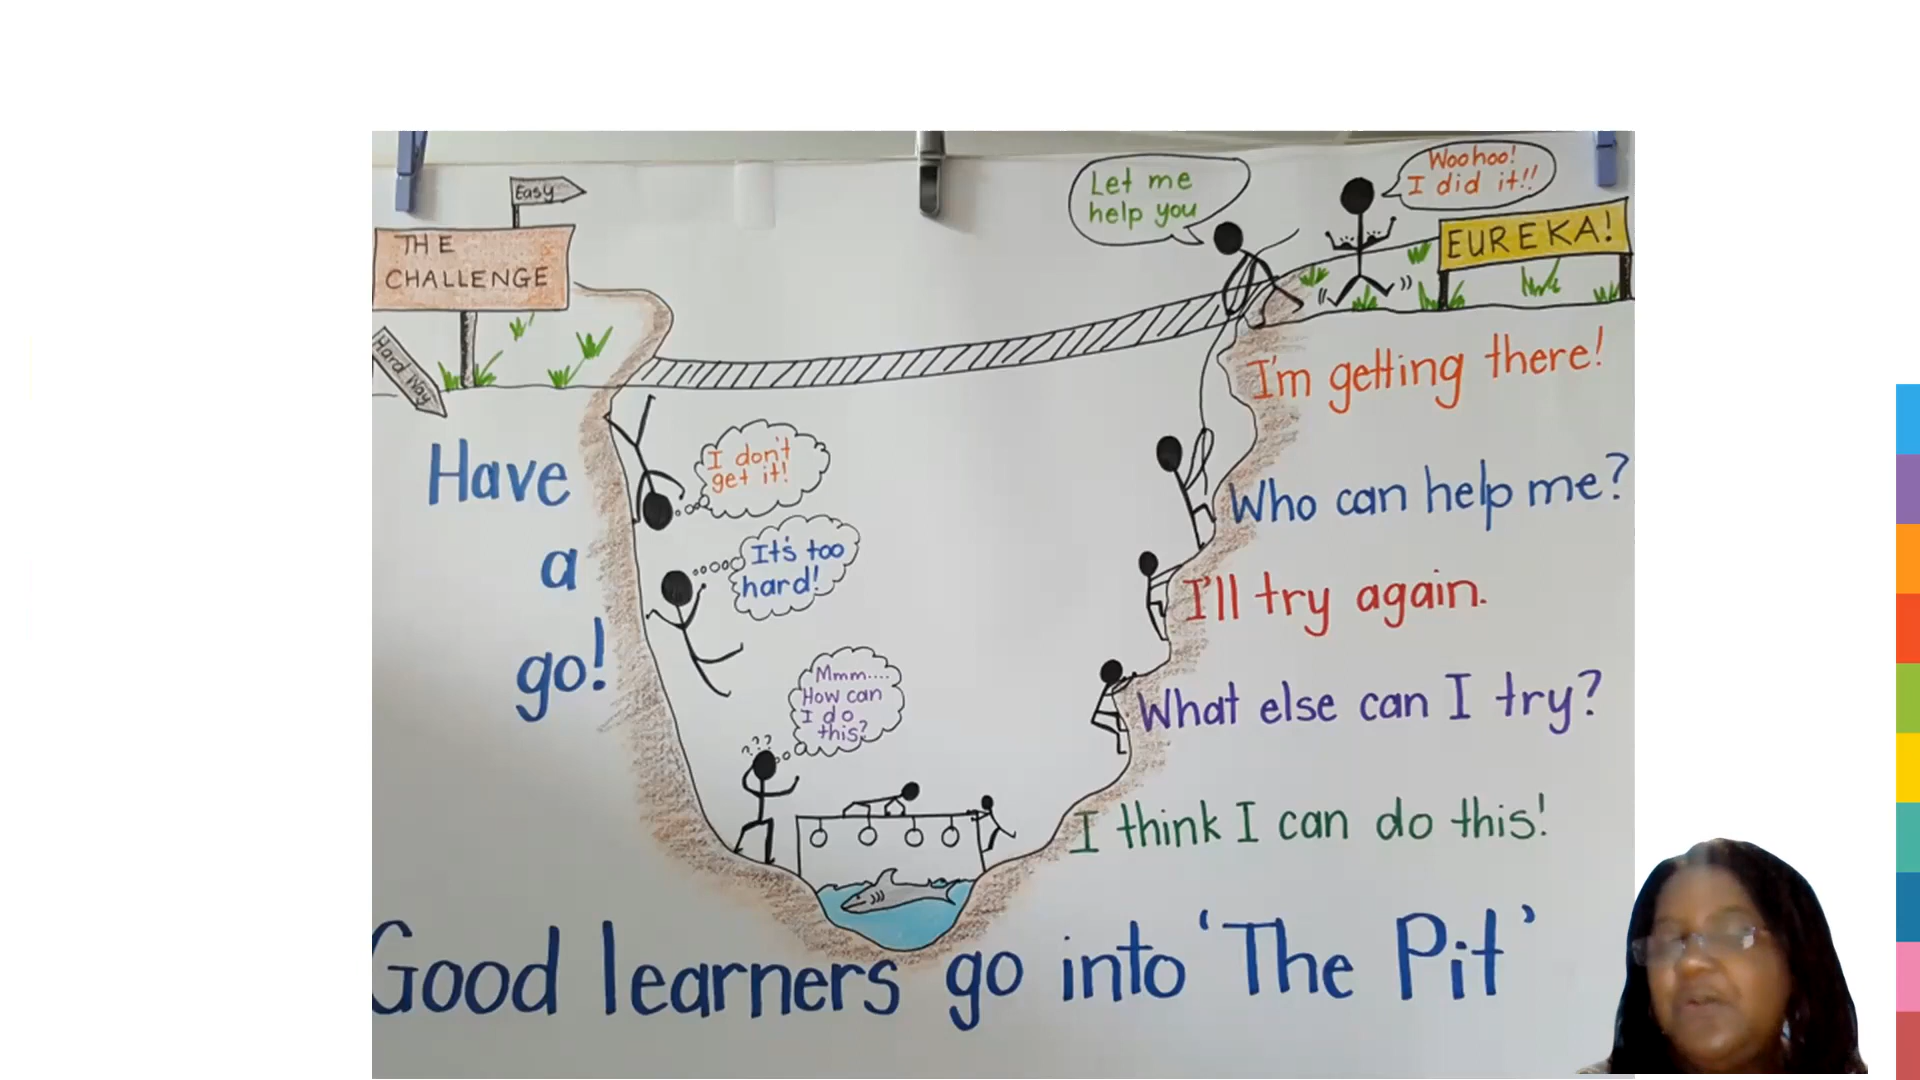 Easy
THE
CHALLENGE
Hard Way
Let me
help you
Woohoo!
I did it!!
EUREKA!
Have
a
go!
I don't
get it!
It's too
hard!
???
Mmm....
How can
I do
this?
I'm getting there!
Who can help me?
I'll try again.
What else can I try?
I think I can do this!
Good learners go into 'The Pit'